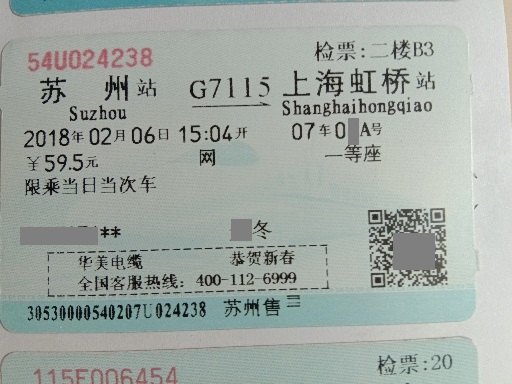 54U024238 检票:二楼B3
苏州站 G7115 上海虹桥站
Suzhou Shanghaihongqiao
2018年02月06日 15:04开 07车0 A号
￥59.5元 网 一等座
限乘当日当次车
** 冬
华美电缆 恭贺新春
全国客服热线: 400-112-6999
30530000540207U024238 苏州售三
115E006454 检票:20